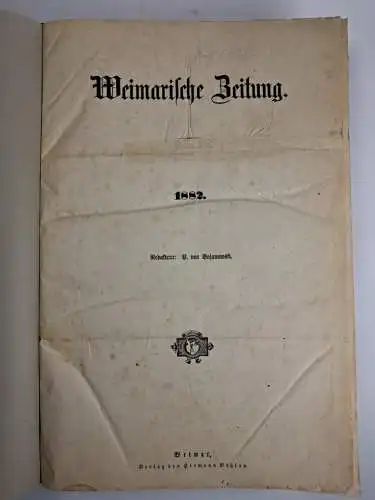 Weimarische Zeitung.
1882.
Redakteur: P. von Bojanowski.
Weimar,
Verlag von Hermann Böhlau.